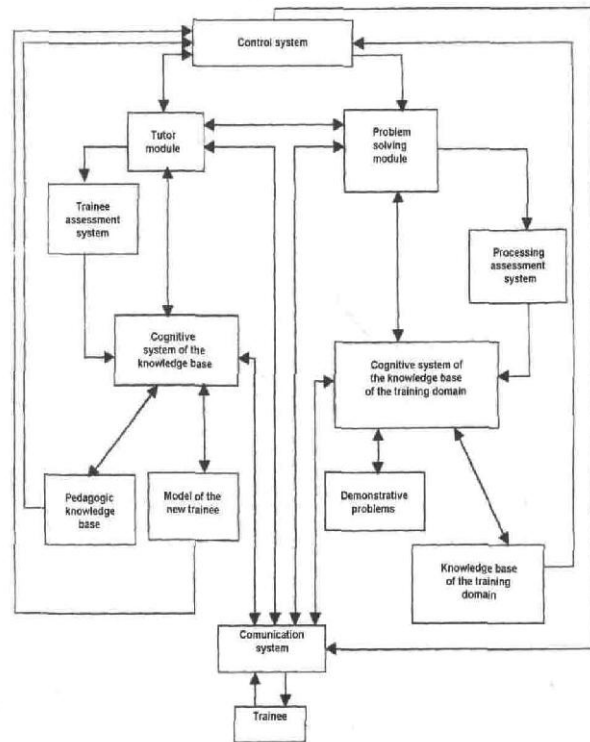 Control system
Tutor
module
Problem
solving
module
Trainee
assessment
system
Processing
assessment
system
Cognitive
system of the
knowledge base
Cognitive system of
the knowledge base
of the training domain
Pedagogic
knowledge
base
Model of the
new trainee
Demonstrative
problems
Knowledge base
of the training
domain
Comunication
system
Trainee